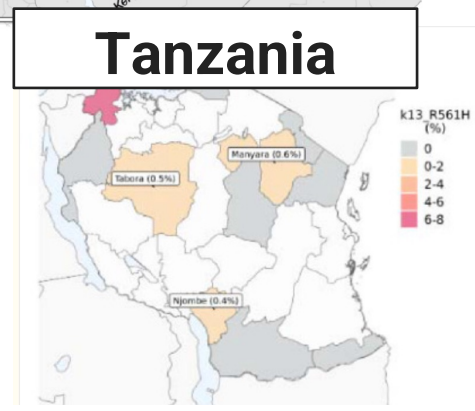 Ke
Tanzania
k13_R561H
(%)
0
0-2
2-4
4-6
6-8
Manyara (0.6%)
Tabora (0.5%)
Njombe (0.4%)